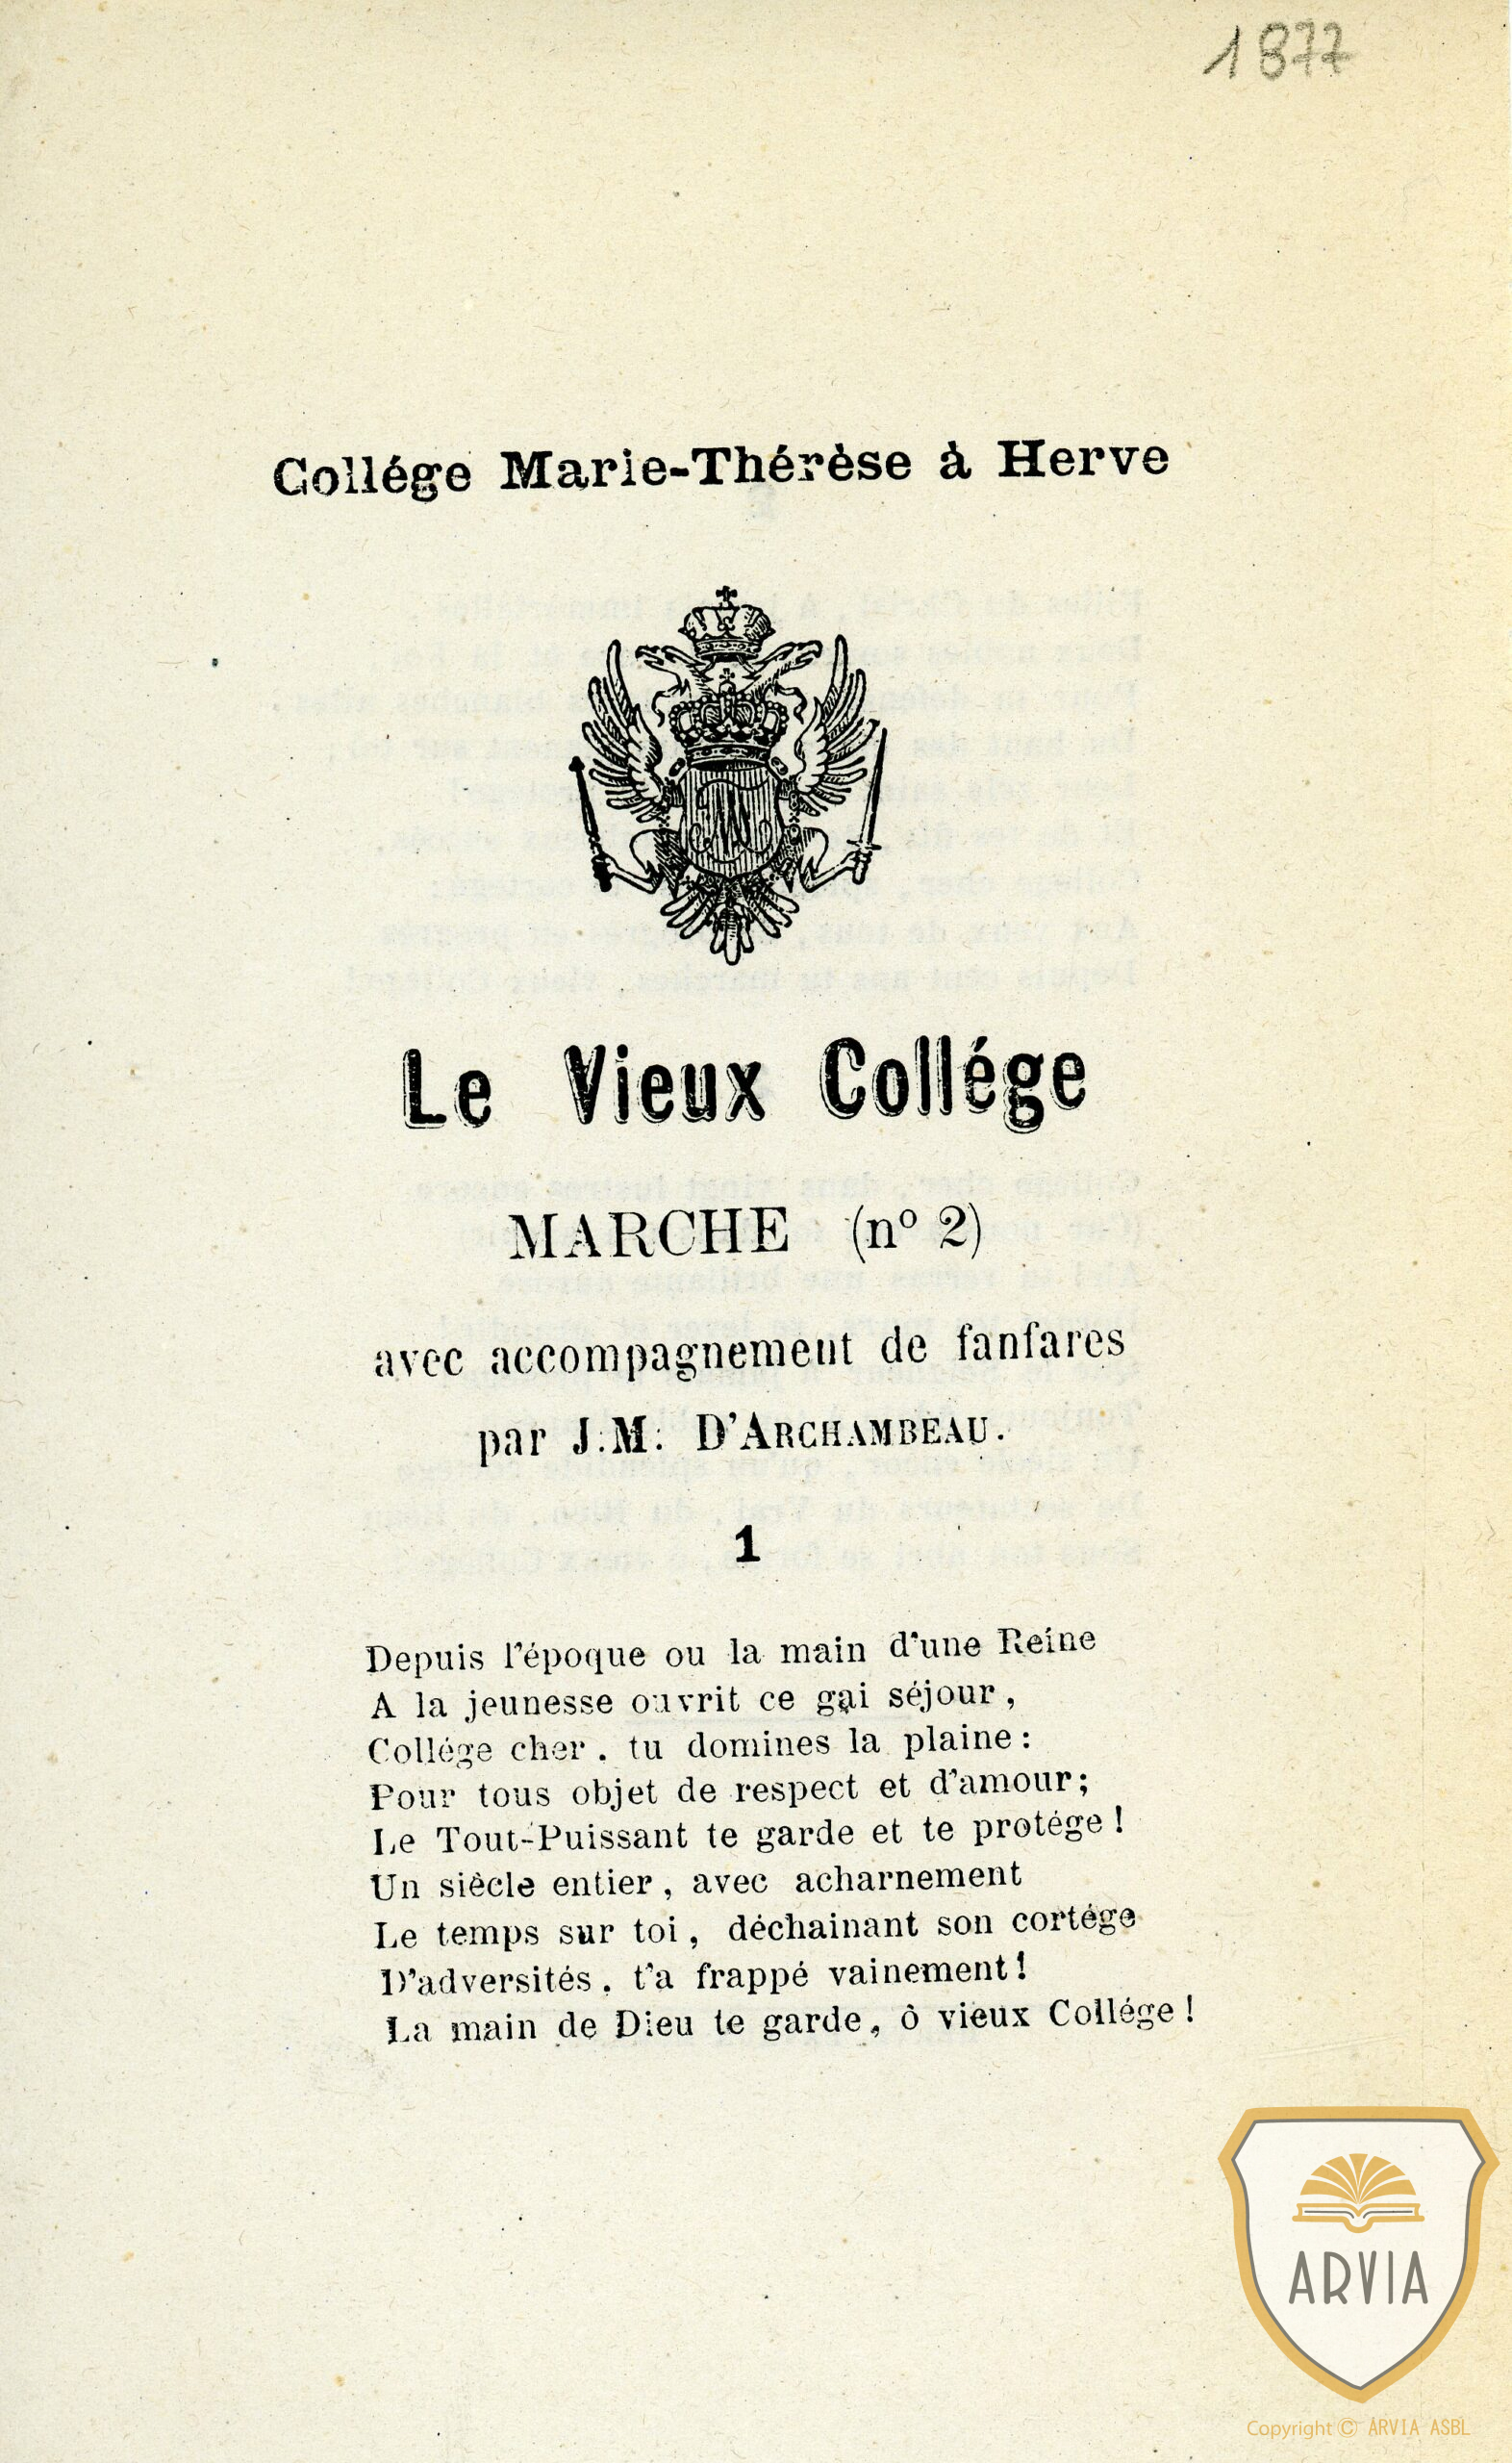 1877
Collége Marie-Thérèse à Herve
Le Vieux Collége
MARCHE (nº 2)
avec accompagnement de fanfares
par J. M. D'ARCHAMBEAU.
1
Depuis l'époque ou la main d'une Reine
A la jeunesse ouvrit ce gai séjour,
Collége cher. tu domines la plaine:
Pour tous objet de respect et d'amour;
Le Tout-Puissant te garde et te protége!
Un siècle entier, avec acharnement
Le temps sur toi, déchainant son cortége
D'adversités. t'a frappé vainement!
La main de Dieu te garde, ô vieux Collége!
ARVIA
Copyright © ARVIA ASBL